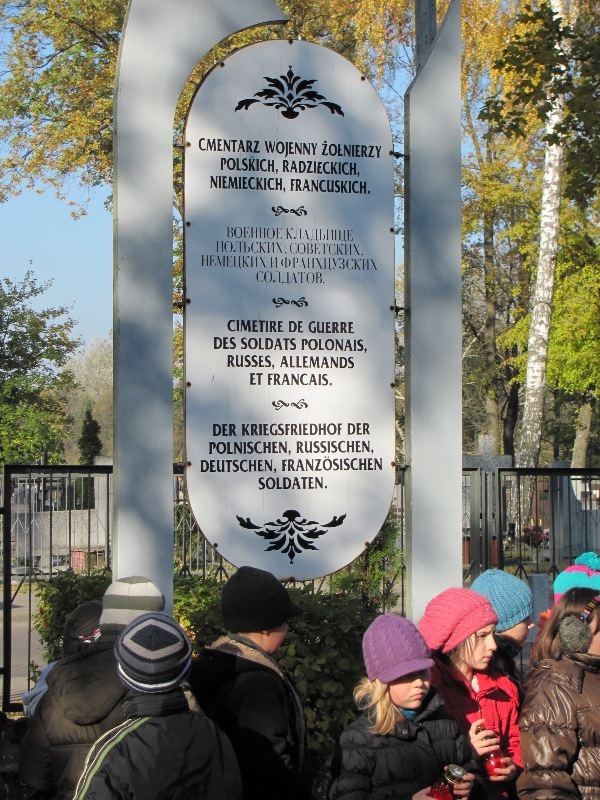 CMENTARZ WOJENNY ŻOŁNIERZY
POLSKICH, RADZIECKICH,
NIEMIECKICH, FRANCUSKICH.
ВОЕННОЕ КЛАДЬБИЩЕ
ПОЛЬСКИХ, СОВЕТСКИХ,
НЕМЕЦКИХ И ФРАНЦУЗСКИХ
СОЛДАТОВ.
CIMETIRE DE GUERRE
DES SOLDATS POLONAIS,
RUSSES, ALLEMANDS
ET FRANCAIS.
DER KRIEGSFRIEDHOF DER
POLNISCHEN, RUSSISCHEN,
DEUTSCHEN, FRANZÖSISCHEN
SOLDATEN.